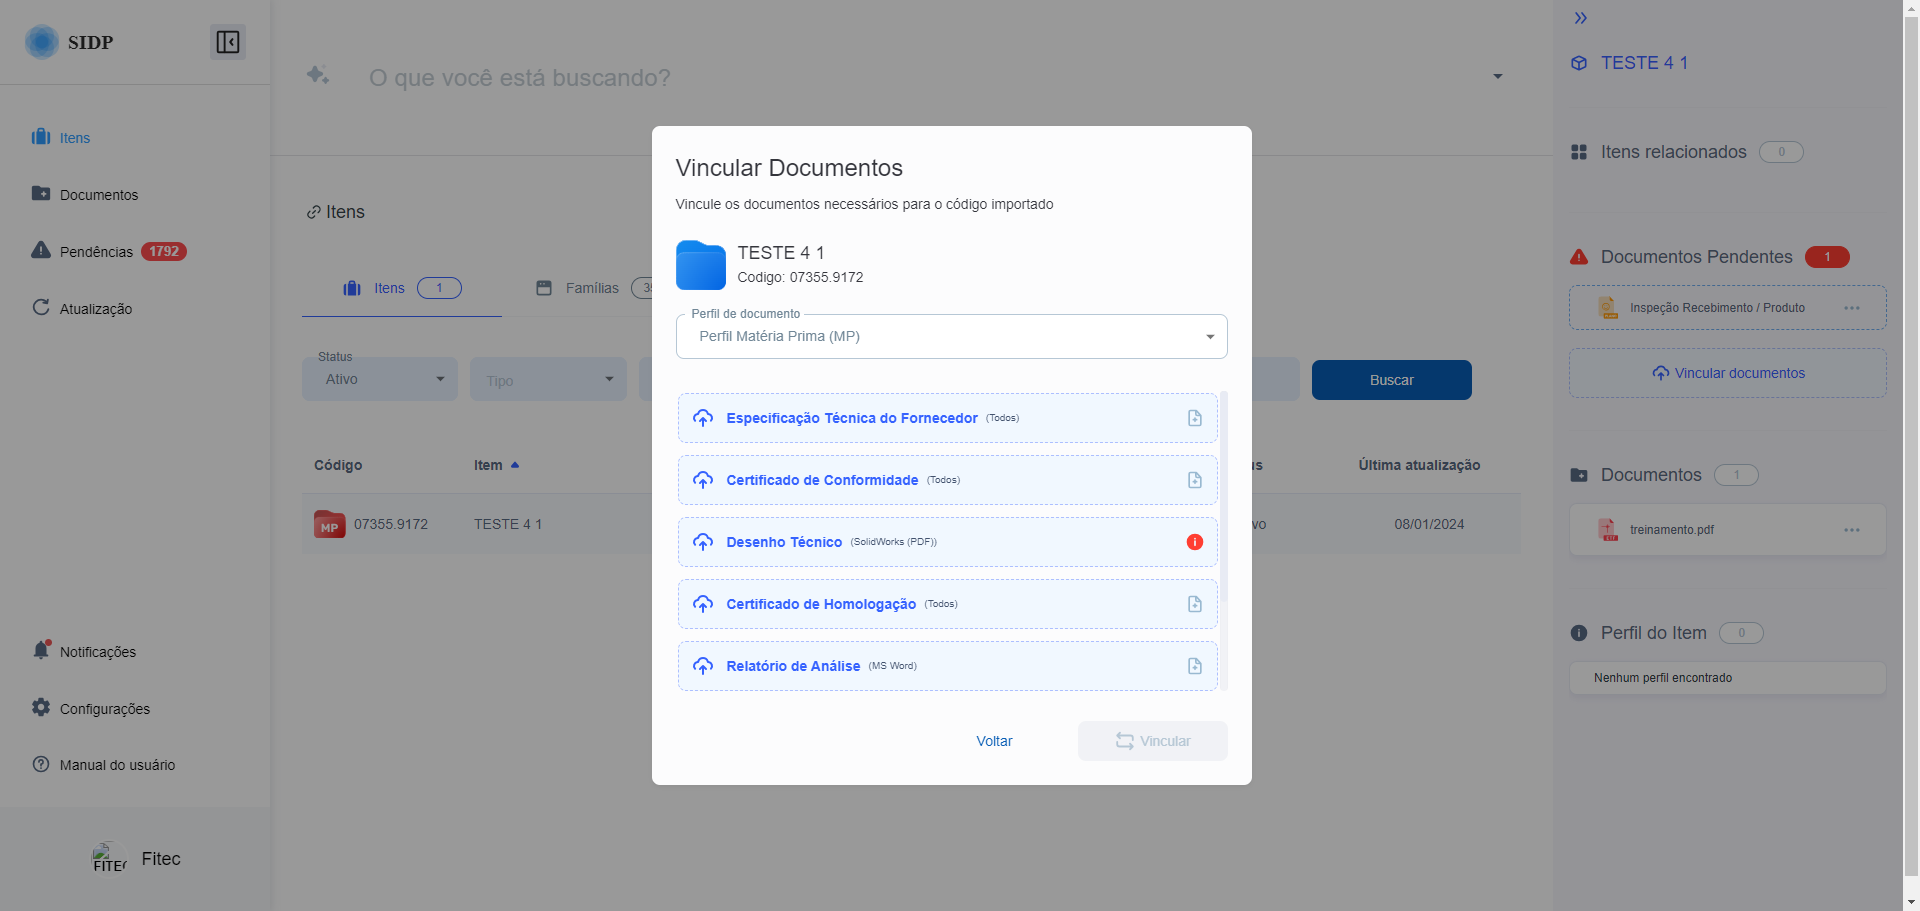 SIDP
Itens
Documentos
Pendências 1792
Atualização
Notificações
Configurações
Manual do usuário
FITEC
Fitec
O que você está buscando?
Itens
Itens 1
Famílias
Status
Ativo
Tipo
Buscar
Código
Item
Última atualização
MP 07355.9172
TESTE 4 1
08/01/2024
Vincular Documentos
Vincule os documentos necessários para o código importado
TESTE 4 1
Codigo: 07355.9172
Perfil de documento
Perfil Matéria Prima (MP)
Especificação Técnica do Fornecedor (Todos)
Certificado de Conformidade (Todos)
Desenho Técnico (SolidWorks (PDF))
Certificado de Homologação (Todos)
Relatório de Análise (MS Word)
Voltar
Vincular
TESTE 4 1
Itens relacionados 0
Documentos Pendentes 1
Inspeção Recebimento / Produto
Vincular documentos
Documentos 1
treinamento.pdf
Perfil do Item 0
Nenhum perfil encontrado